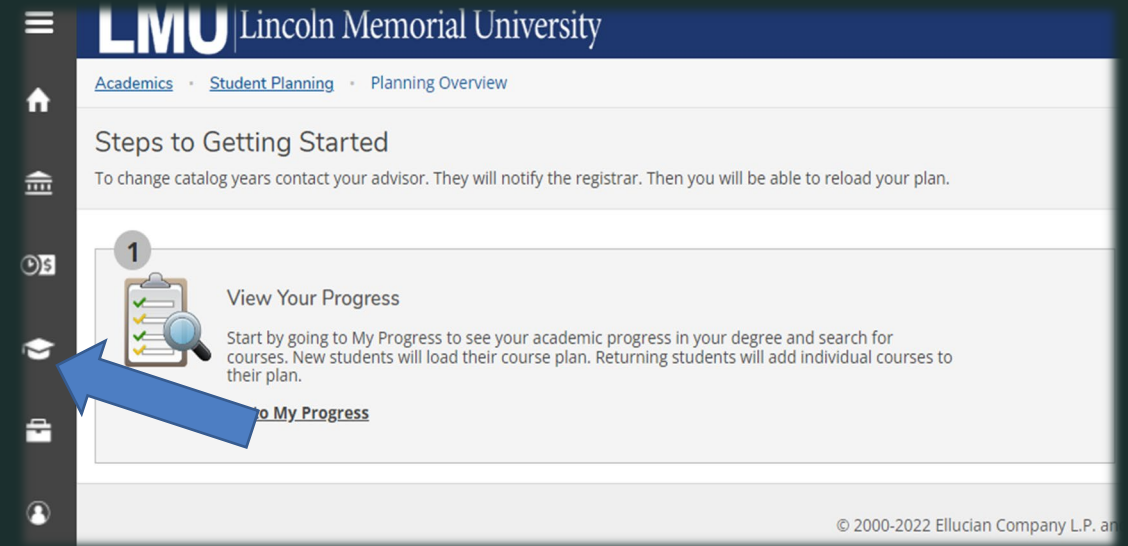 LMU Lincoln Memorial University
Academics · Student Planning · Planning Overview
Steps to Getting Started
To change catalog years contact your advisor. They will notify the registrar. Then you will be able to reload your plan.
1
View Your Progress
Start by going to My Progress to see your academic progress in your degree and search for
courses. New students will load their course plan. Returning students will add individual courses to
their plan.
to My Progress
$
© 2000-2022 Ellucian Company L.P.